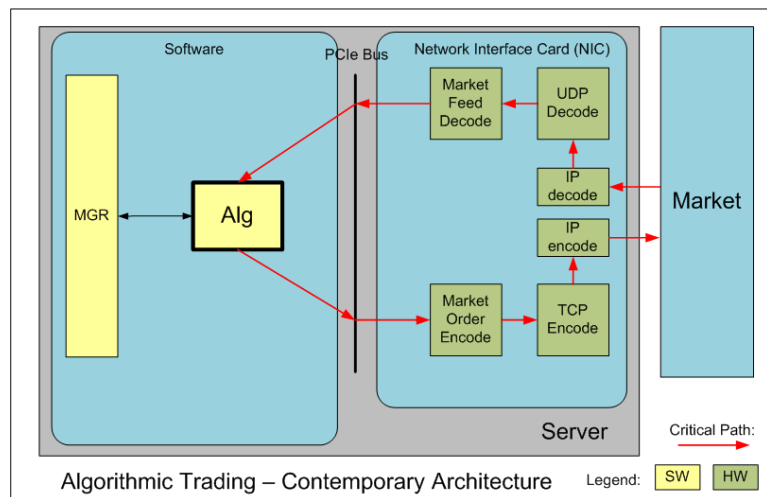 Software
PCIe Bus
Network Interface Card (NIC)
Market
Feed
Decode
UDP
Decode
IP
decode
Market
MGR
Alg
IP
encode
Market
Order
Encode
TCP
Encode
Server
Critical Path:
Algorithmic Trading – Contemporary Architecture
Legend:
SW
HW